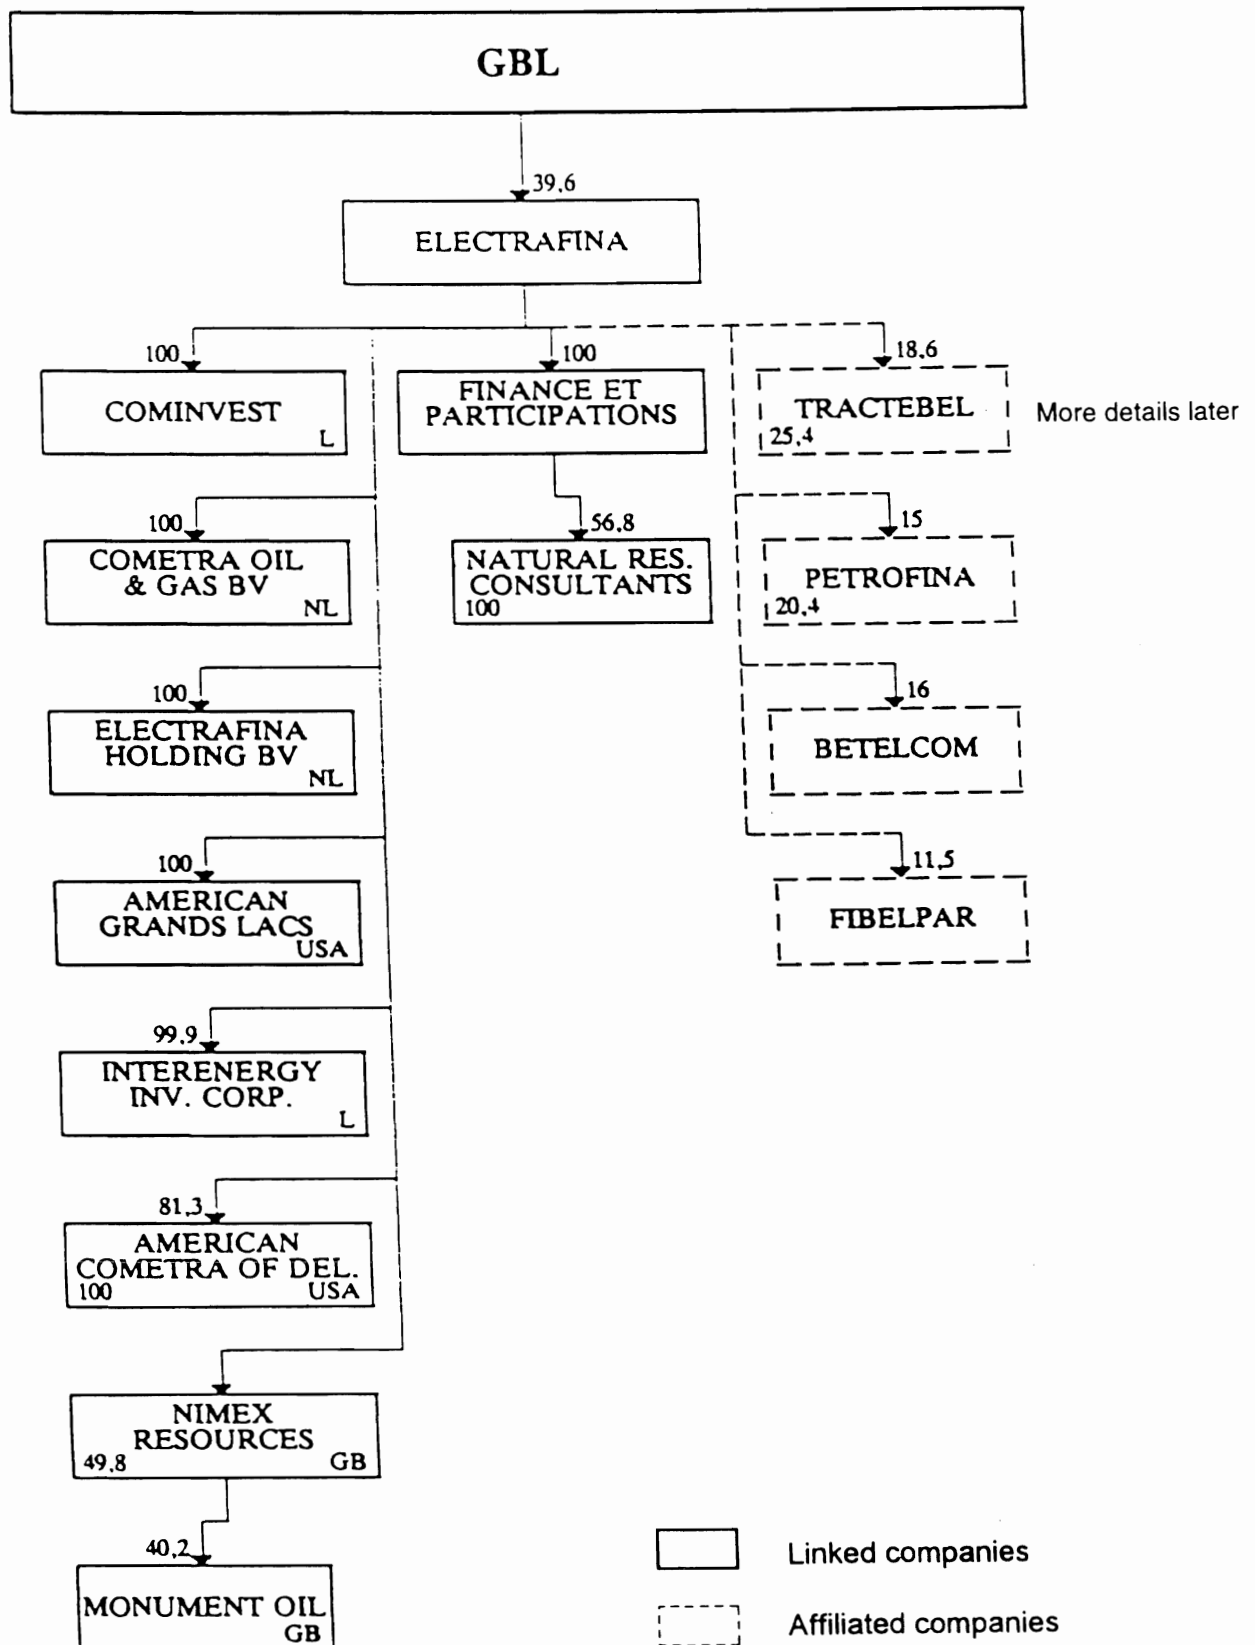 GBL
39,6
ELECTRAFINA
100
COMINVEST
L
100
FINANCE ET
PARTICIPATIONS
18,6
TRACTEBEL
25,4
More details later
100
COMETRA OIL
& GAS BV
NL
56,8
NATURAL RES.
CONSULTANTS
100
15
PETROFINA
20,4
100
ELECTRAFINA
HOLDING BV
NL
16
BETELCOM
100
AMERICAN
GRANDS LACS
USA
11,5
FIBELPAR
99,9
INTERENERGY
INV. CORP.
L
81,3
AMERICAN
COMETRA OF DEL.
100 USA
NIMEX
RESOURCES
49,8 GB
40,2
MONUMENT OIL
GB
Linked companies
Affiliated companies